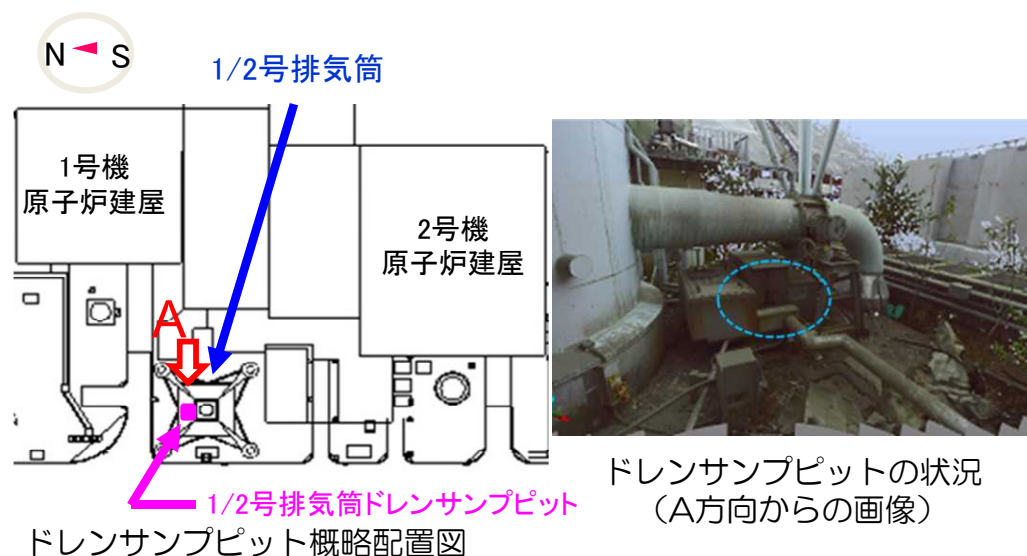 N S
1/2号排気筒
1号機
原子炉建屋
2号機
原子炉建屋
A
1/2号排気筒ドレンサンプピット
ドレンサンプピット概略配置図
ドレンサンプピットの状況
(A方向からの画像)